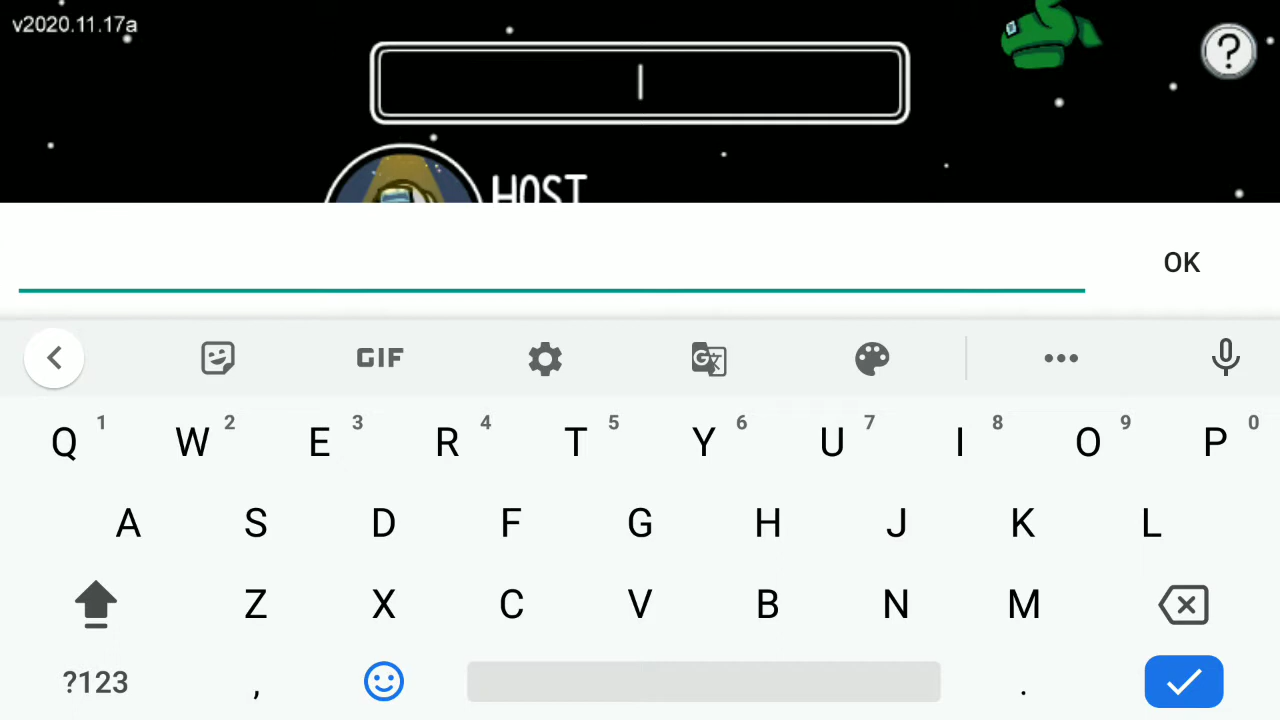 v2020.11.17a
?
HOST
OK
GIF
G
Q 1 W 2 E 3 R 4 T 5 Y 6 U 7 I 8 O 9 P 0
A S D F G H J K L
Z X C V B N M
?123 , .